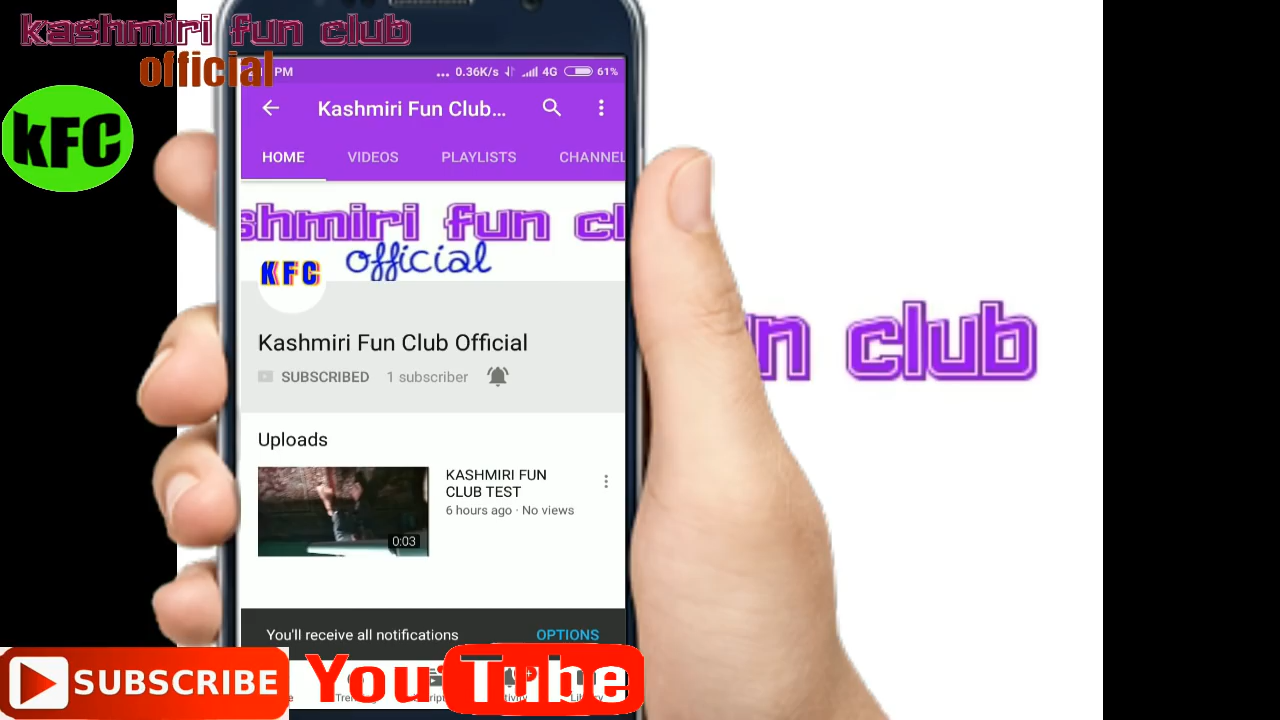 kashmiri fun club
official
kFC
PM
... 0.36K/s 4G 61%
Kashmiri Fun Club...
HOME VIDEOS PLAYLISTS CHANNEL
shmiri fun cl
official
KFC
Kashmiri Fun Club Official
SUBSCRIBED 1 subscriber
Uploads
KASHMIRI FUN
CLUB TEST
6 hours ago · No views
0:03
un club
You'll receive all notifications OPTIONS
SUBSCRIBE YouTube